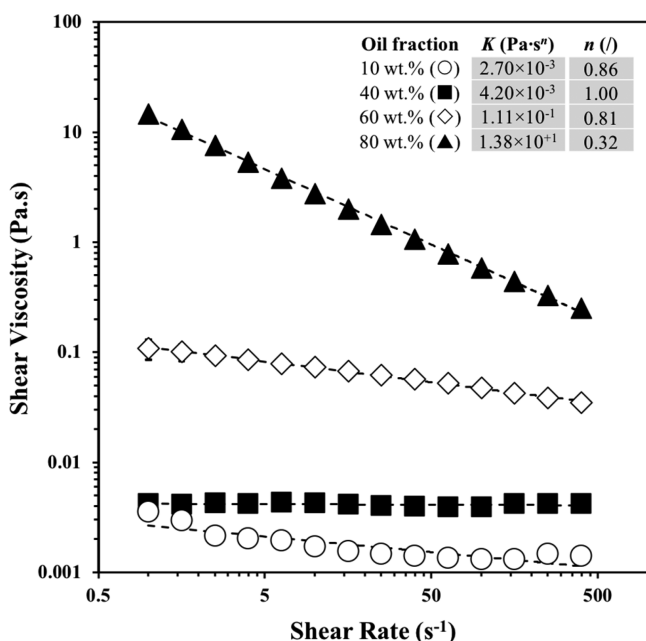 100
10
1
0.1
0.01
0.001
0.5
5
50
500
Shear Viscosity (Pa.s)
Shear Rate (s⁻¹)
Oil fraction K (Pa·sⁿ) n (/)
10 wt.% (○) 2.70×10⁻³ 0.86
40 wt.% (■) 4.20×10⁻³ 1.00
60 wt.% (◇) 1.11×10⁻¹ 0.81
80 wt.% (▲) 1.38×10⁺¹ 0.32